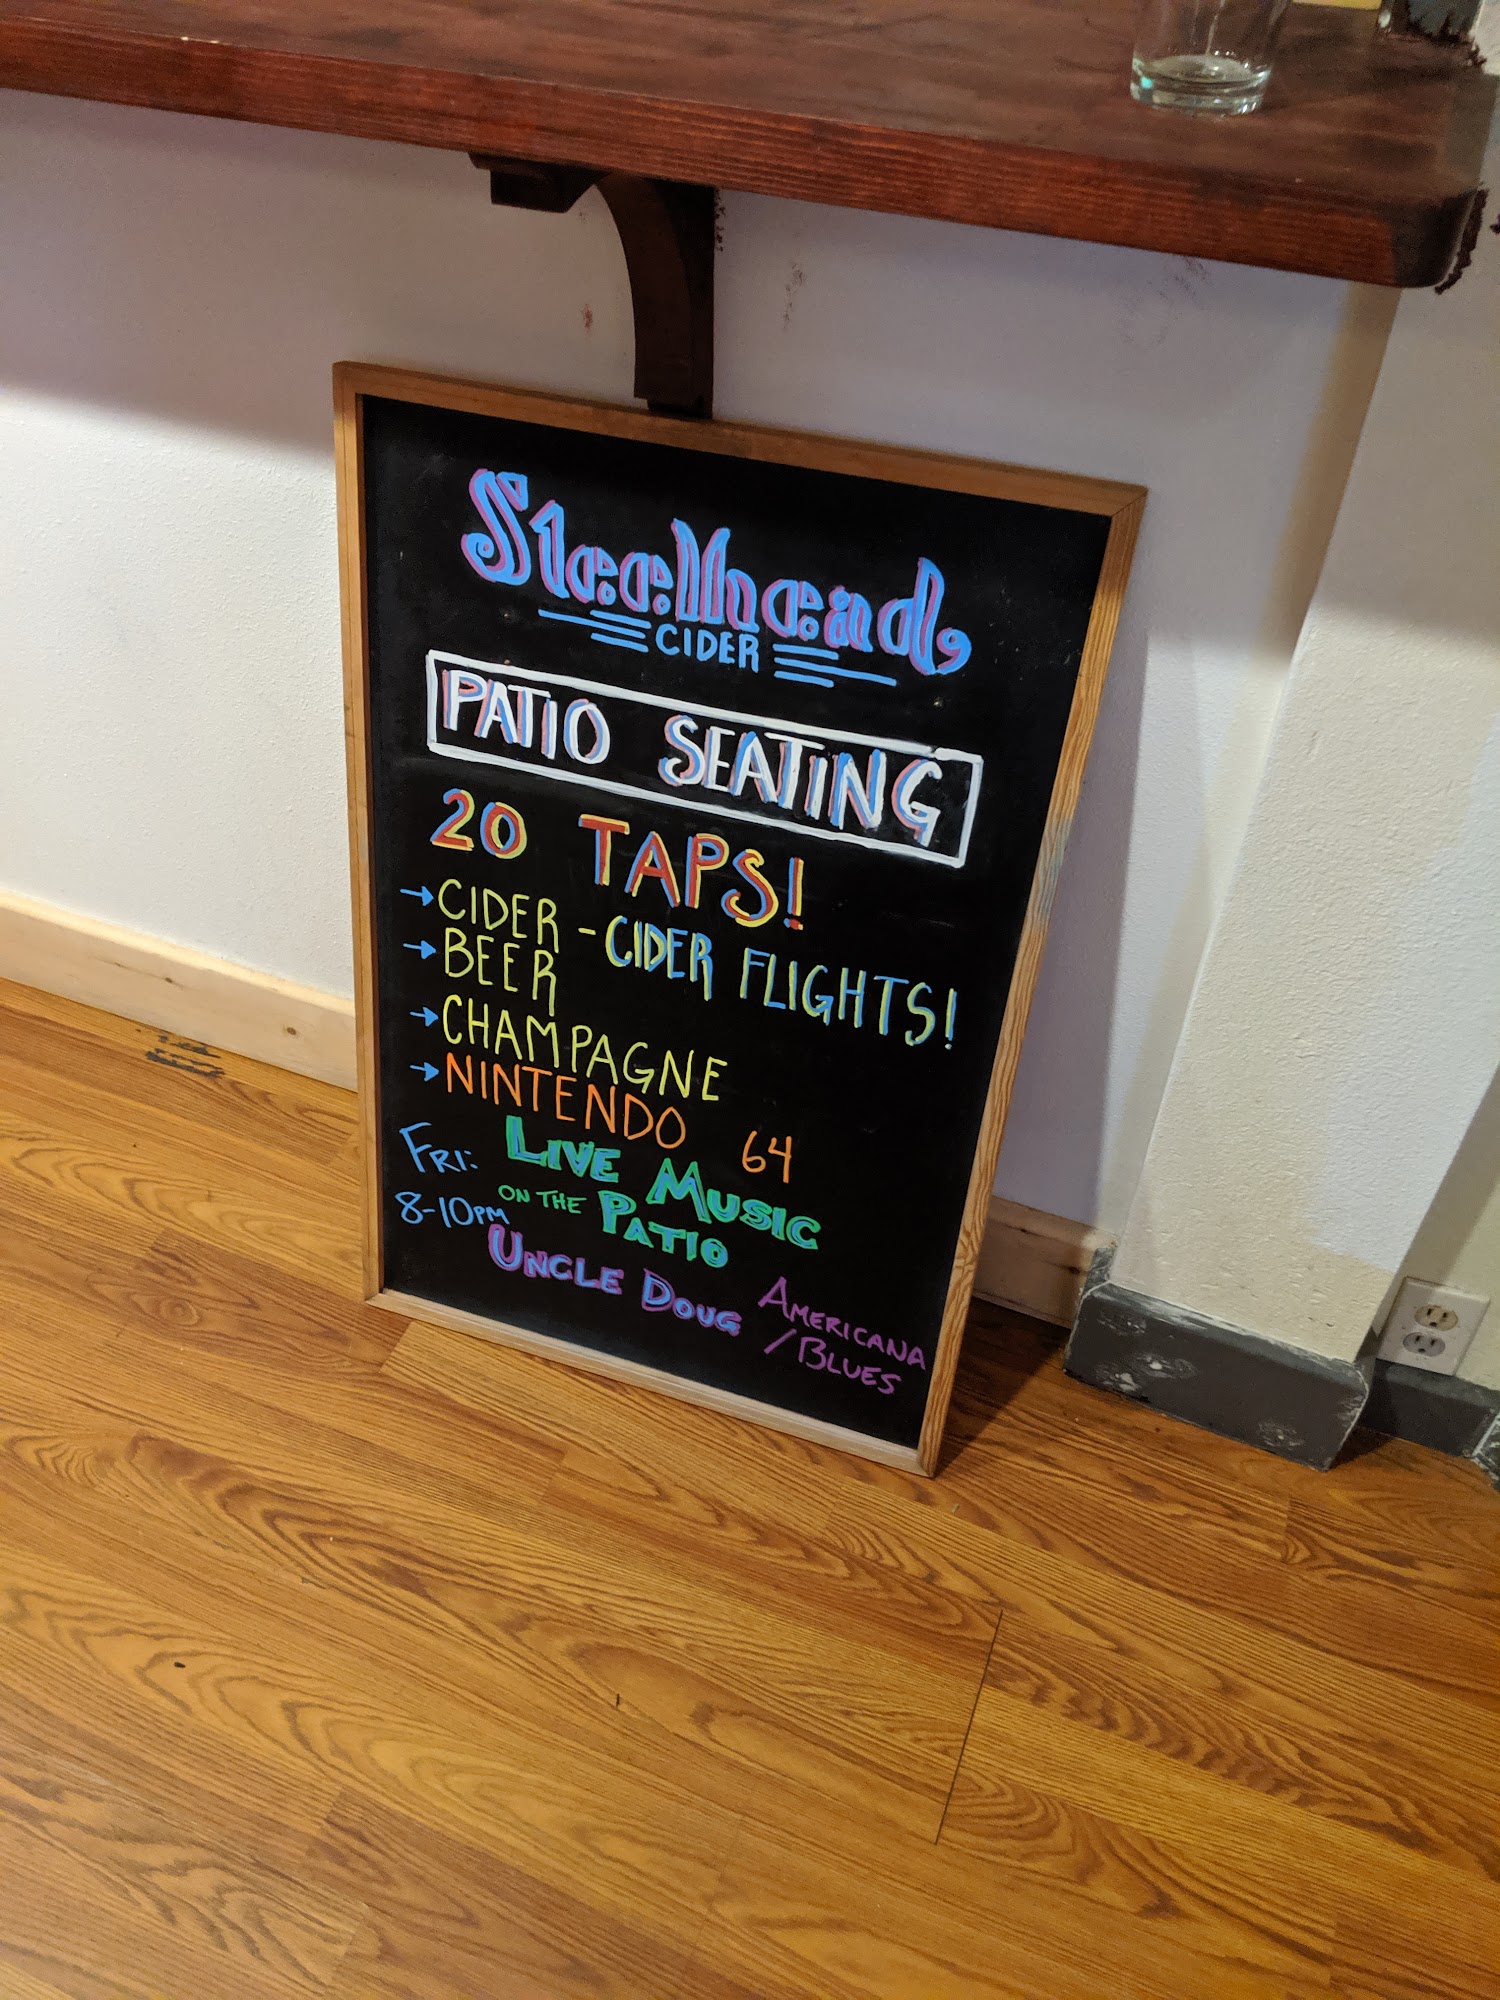 Steelhead
CIDER
PATIO SEATING
20 TAPS!
→CIDER - CIDER FLIGHTS!
→BEER
→CHAMPAGNE
→NINTENDO 64
FRI: LIVE MUSIC
8-10PM ON THE PATIO
UNCLE DOUG AMERICANA
/BLUES